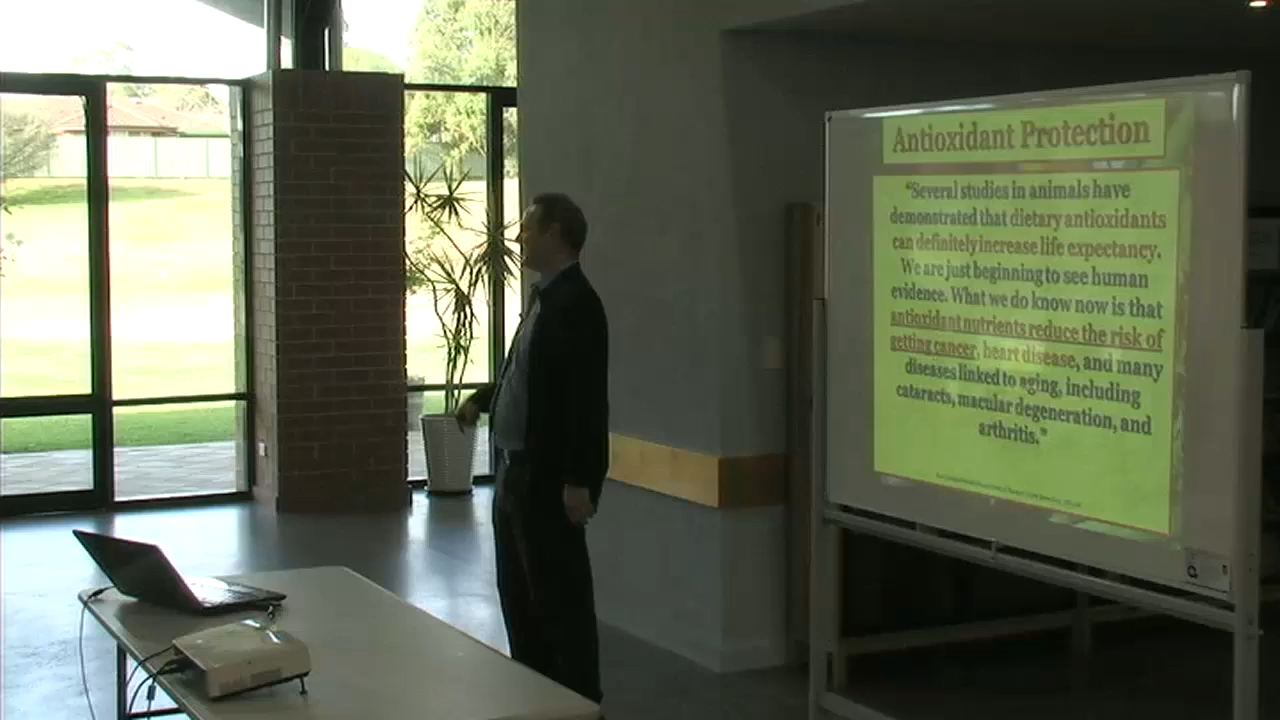 Antioxidant Protection
“Several studies in animals have
demonstrated that dietary antioxidants
can definitely increase life expectancy.
We are just beginning to see human
evidence. What we do know now is that
antioxidant nutrients reduce the risk of
getting cancer, heart disease, and many
diseases linked to aging, including
cataracts, macular degeneration, and
arthritis.”